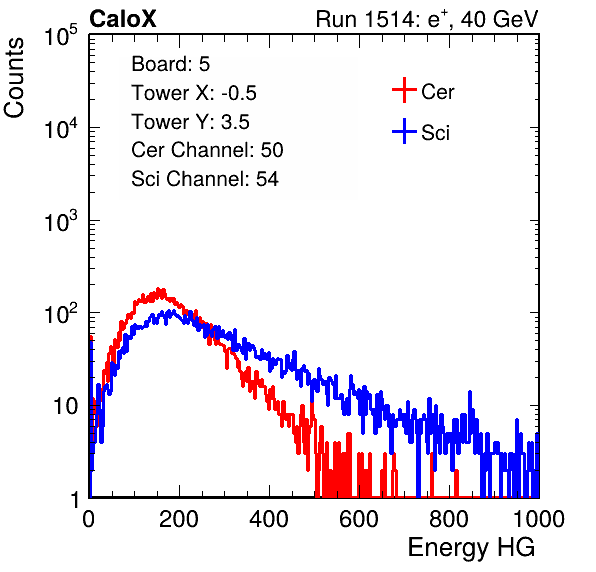 CaloX Run 1514: e⁺, 40 GeV
Counts
Board: 5
Tower X: -0.5
Tower Y: 3.5
Cer Channel: 50
Sci Channel: 54
Cer
Sci
10⁵
10⁴
10³
10²
10
1
0 200 400 600 800 1000
Energy HG